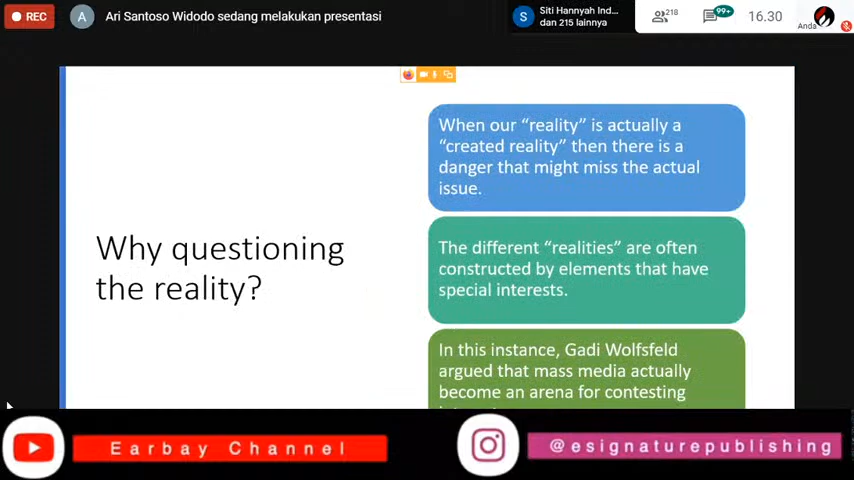 REC
A
Ari Santoso Widodo sedang melakukan presentasi
S
Siti Hannyah Ind...
dan 215 lainnya
218
99+
16.30
Anda
Why questioning
the reality?
When our “reality” is actually a
“created reality” then there is a
danger that might miss the actual
issue.
The different “realities” are often
constructed by elements that have
special interests.
In this instance, Gadi Wolfsfeld
argued that mass media actually
become an arena for contesting
Earbay Channel
@esignaturepublishing